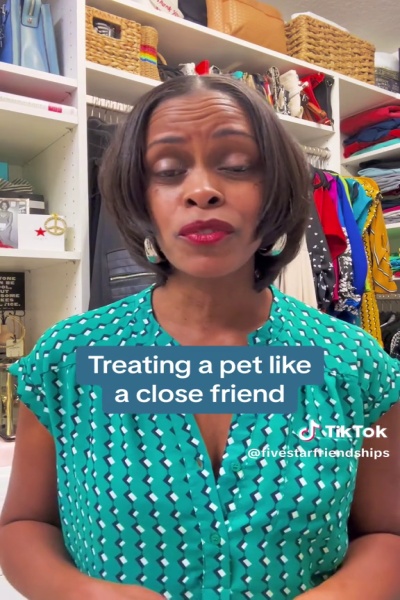 Treating a pet like
a close friend
TikTok
@fivestarfriendships